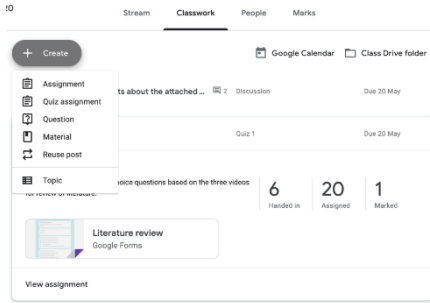 20
Stream Classwork People Marks
Create
Google Calendar Class Drive folder
Assignment
ts about the attached ... 2 Discussion Due 20 May
Quiz assignment
Question
Material Quiz 1 Due 20 May
Reuse post
Topic
oice questions based on the three videos
for review of literature.
6 20 1
Handed in Assigned Marked
Literature review
Google Forms
View assignment